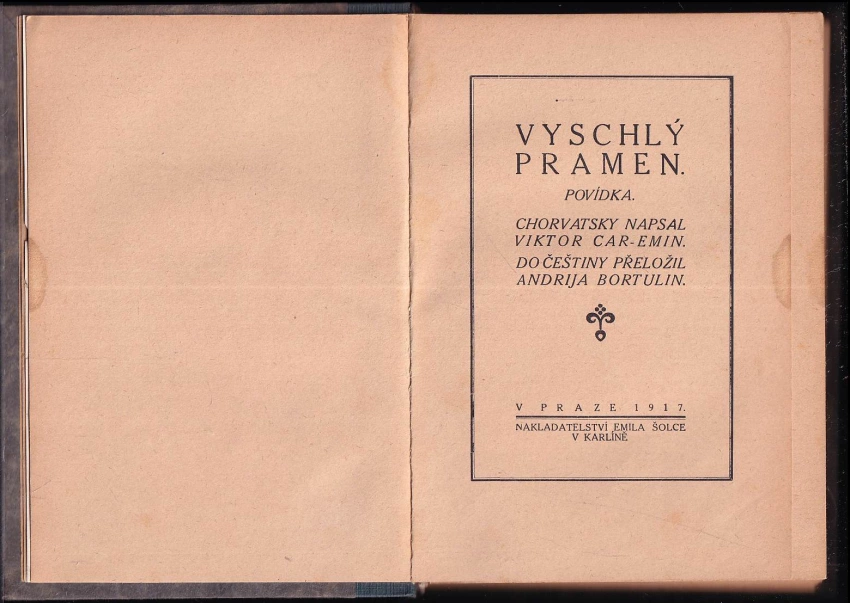 VYSCHLÝ
PRAMEN.
POVÍDKA.
CHORVATSKY NAPSAL
VIKTOR CAR-EMIN.
DO ČEŠTINY PŘELOŽIL
ANDRIJA BORTULIN.
V PRAZE 1917.
NAKLADATELSTVÍ EMILA ŠOLCE
V KARLÍNĚ